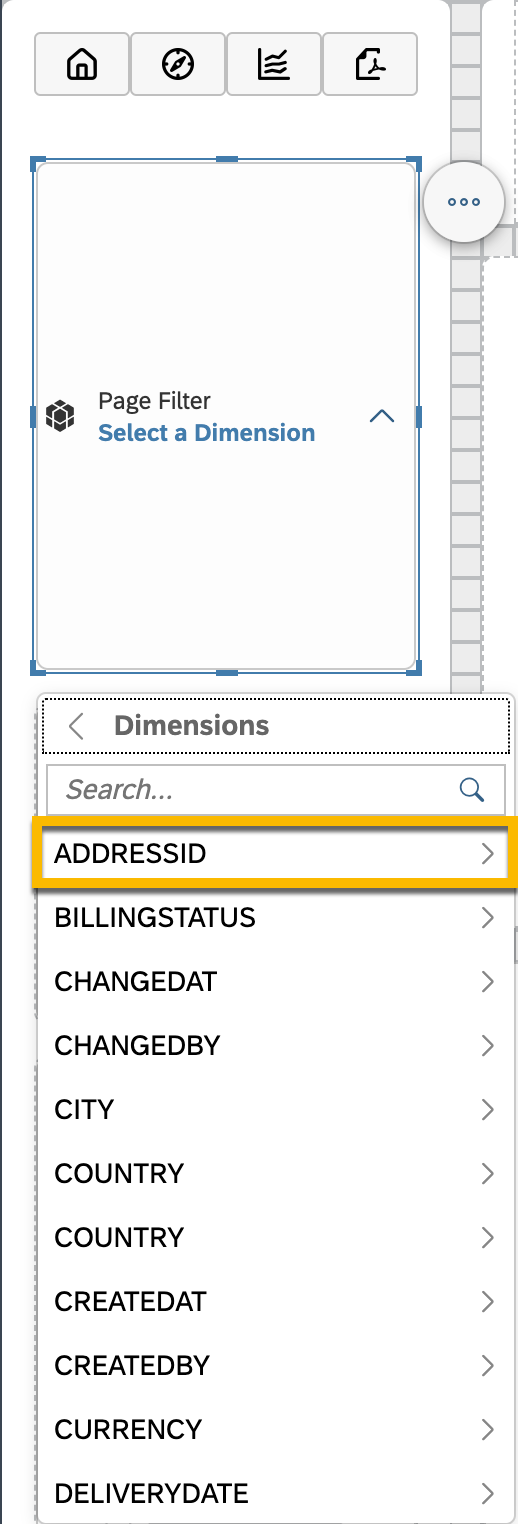 Page Filter
Select a Dimension
Dimensions
Search...
ADDRESSID
BILLINGSTATUS
CHANGEDAT
CHANGEDBY
CITY
COUNTRY
COUNTRY
CREATEDAT
CREATEDBY
CURRENCY
DELIVERYDATE